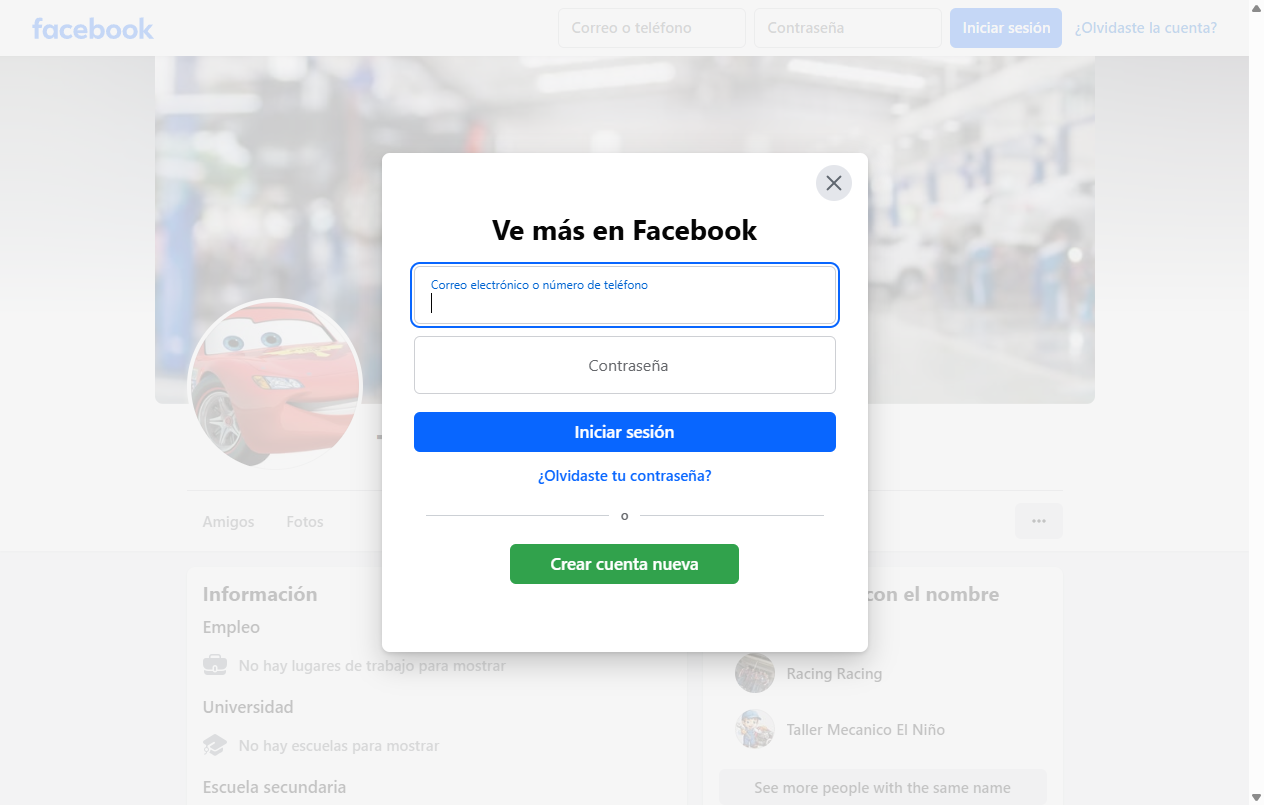 facebook
Correo o teléfono
Contraseña
Iniciar sesión
¿Olvidaste la cuenta?
Ve más en Facebook
Correo electrónico o número de teléfono
Contraseña
Iniciar sesión
¿Olvidaste tu contraseña?
o
Crear cuenta nueva
Amigos
Fotos
Información
Empleo
No hay lugares de trabajo para mostrar
Universidad
No hay escuelas para mostrar
Escuela secundaria
con el nombre
Racing Racing
Taller Mecanico El Niño
See more people with the same name